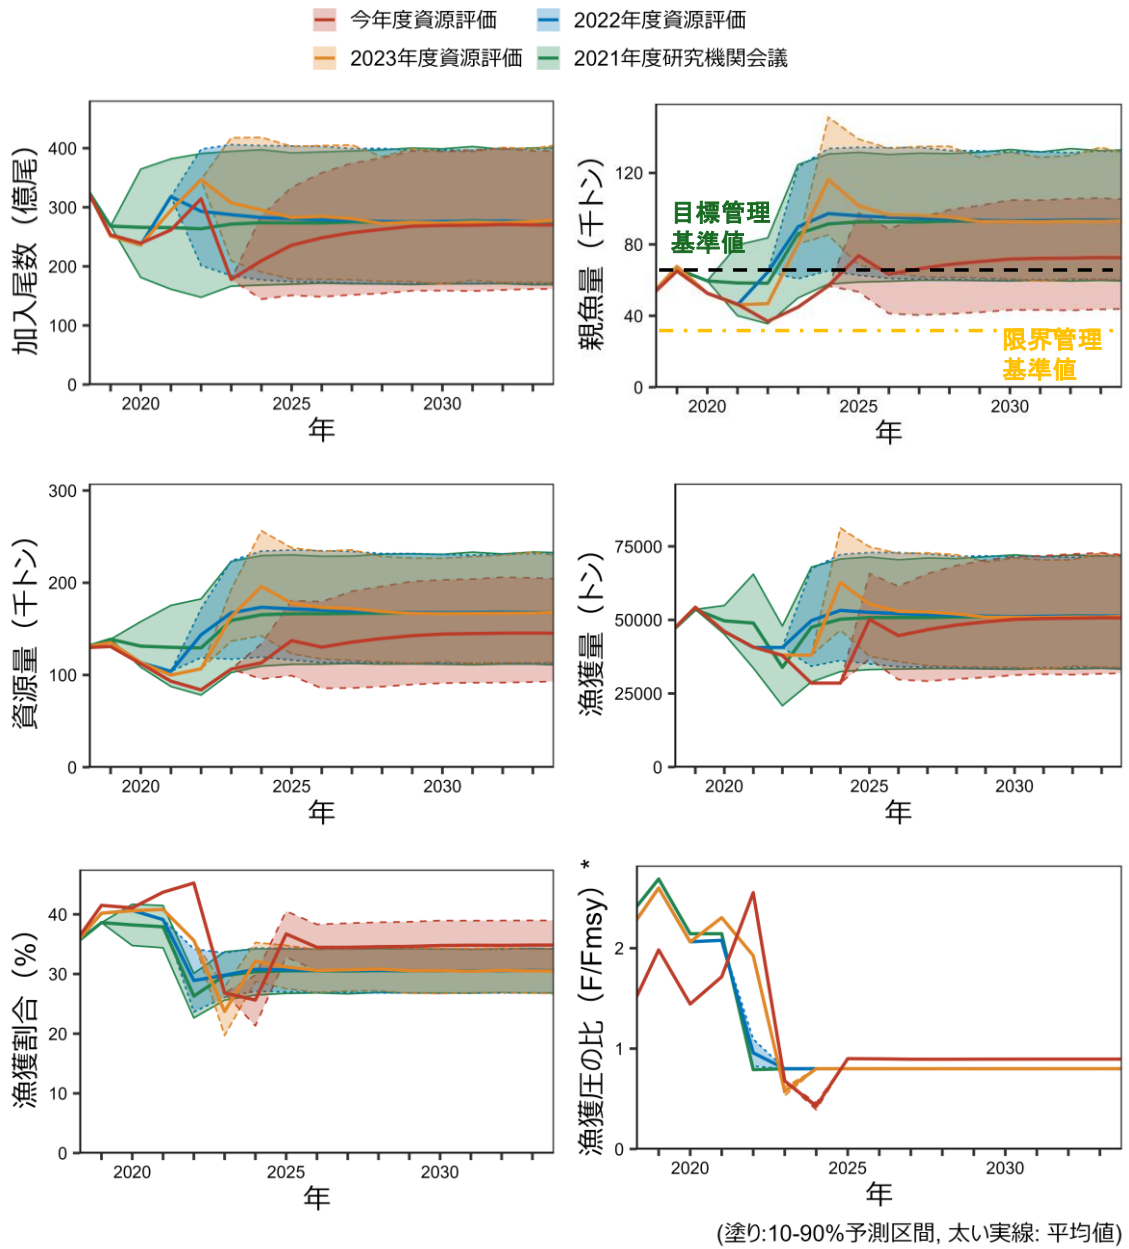 今年度資源評価
2022年度資源評価
2023年度資源評価
2021年度研究機関会議
加入尾数（億尾）
400
300
200
100
0
2020
2025
2030
年
親魚量（千トン）
120
80
40
0
目標管理
基準値
限界管理
基準値
2020
2025
2030
年
資源量（千トン）
300
200
100
0
2020
2025
2030
年
漁獲量（トン）
75000
50000
25000
0
2020
2025
2030
年
漁獲割合（%）
40
30
20
10
0
2020
2025
2030
年
漁獲圧の比（F/Fmsy）*
2
1
0
2020
2025
2030
年
(塗り:10-90%予測区間, 太い実線: 平均値)